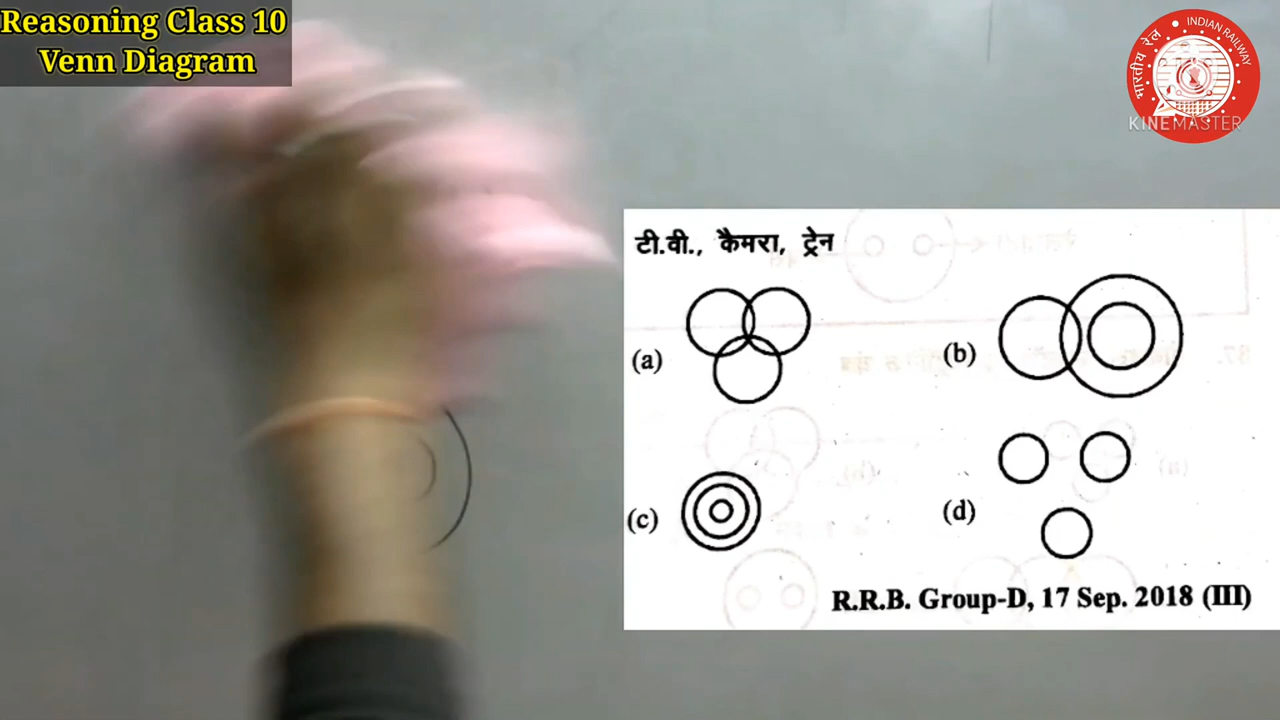 Reasoning Class 10
Venn Diagram
भारतीय रेल
INDIAN RAILWAY
KINEMASTER
टी.वी., कैमरा, ट्रेन
(a)
(b)
(c)
(d)
R.R.B. Group-D, 17 Sep. 2018 (III)